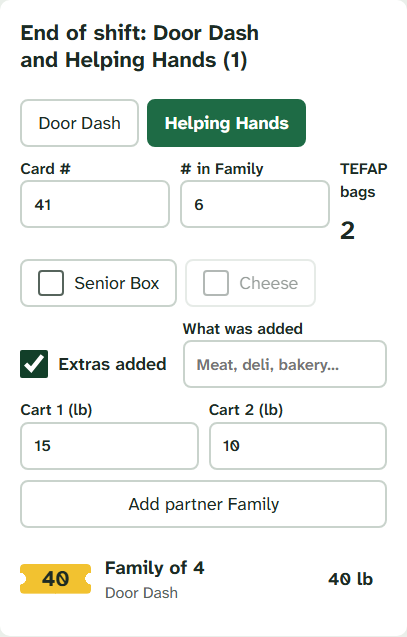 End of shift: Door Dash
and Helping Hands (1)
Door Dash
Helping Hands
Card #
# in Family
TEFAP
bags
41
6
2
Senior Box
Cheese
What was added
Extras added
Meat, deli, bakery...
Cart 1 (lb)
Cart 2 (lb)
15
10
Add partner Family
40
Family of 4
Door Dash
40 lb